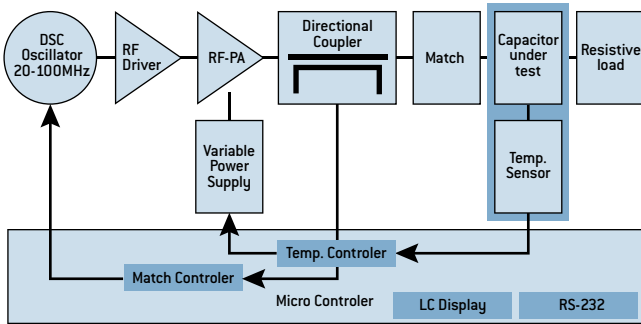 DSC
Oscillator
20-100MHz
RF
Driver
RF-PA
Directional
Coupler
Match
Capacitor
under
test
Resistive
load
Variable
Power
Supply
Temp.
Sensor
Temp. Controler
Match Controler
Micro Controler
LC Display
RS-232